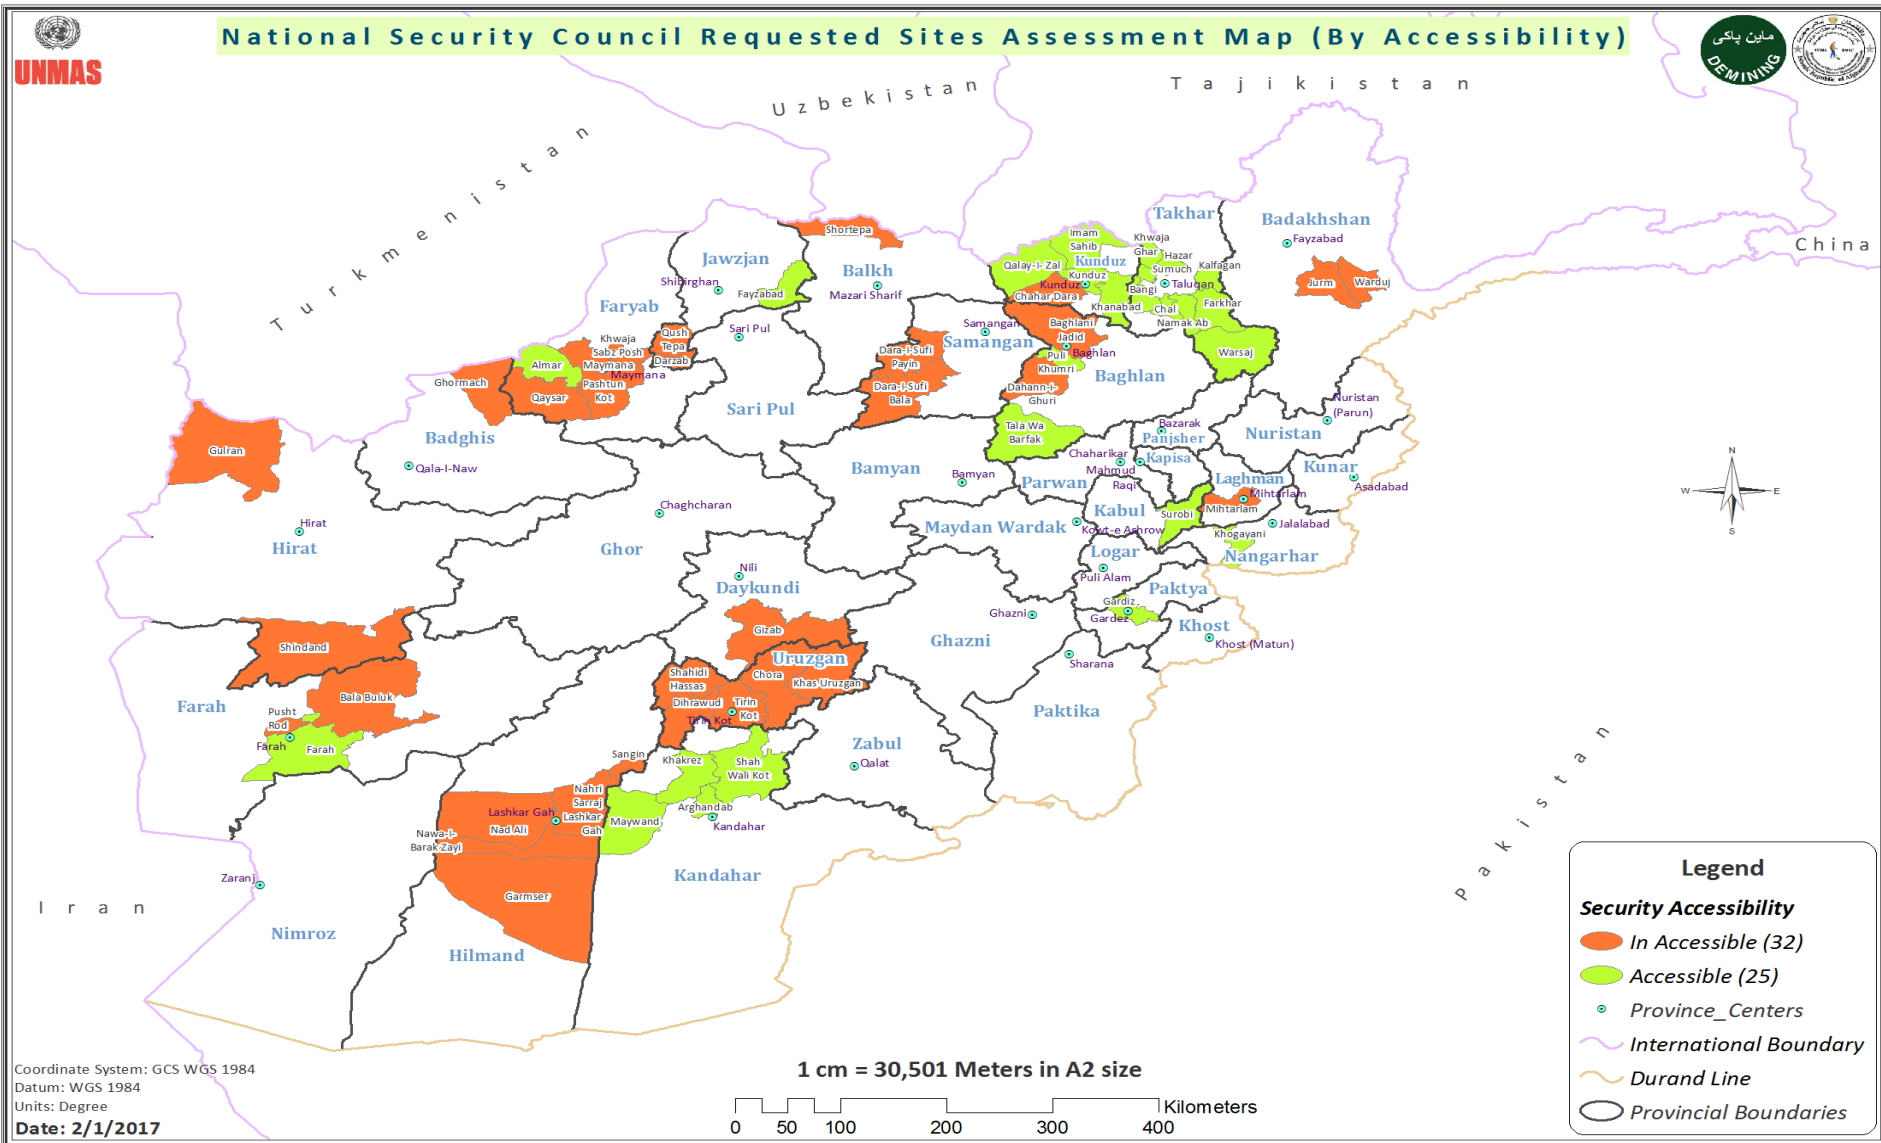 National Security Council Requested Sites Assessment Map (By Accessibility)
UNMAS
ماين پاکی
DEMINING
Uzbekistan
Tajikistan
Turkmenistan
China
Pakistan
Iran
Takhar
Badakhshan
Fayzabad
Jurm
Warduj
Shortepa
Jawzjan
Balkh
Shibirghan
Fayzabad
Mazari Sharif
Imam
Sahib
Qalay-I-Zal
Kunduz
Kunduz
Kunduz
Chahar Dara
Khanabad
Khwaja
Ghar
Hazar
Sumuch
Kalfagan
Taluqan
Bangi
Chal
Farkhar
Namak Ab
Warsaj
Faryab
Khwaja
Sabz Posh
Maymana
Maymana
Pashtun
Kot
Qush
Tepa
Darzab
Sari Pul
Sari Pul
Almar
Qaysar
Ghormach
Samangan
Samangan
Dara-I-Sufi
Payin
Dara-I-Sufi
Bala
Baghlani
Jadid
Baghlan
Puli
Khumri
Dahann-I-
Ghuri
Baghlan
Tala Wa
Barfak
Gulran
Badghis
Qala-I-Naw
Hirat
Hirat
Chaghcharan
Ghor
Bamyan
Bamyan
Nuristan
(Parun)
Nuristan
Bazarak
Panjsher
Chaharikar
Mahmud
Raqi
Kapisa
Parwan
Laghman
Mihtarlam
Mihtarlam
Kunar
Asadabad
Kabul
Surobi
Jalalabad
Khogayani
Nangarhar
Maydan Wardak
Kowt-e Ashrow
Logar
Puli Alam
Paktya
Gardiz
Gardez
Khost
Khost (Matun)
Nili
Daykundi
Gizab
Ghazni
Ghazni
Sharana
Paktika
Shindand
Bala Buluk
Farah
Pusht
Rod
Farah
Farah
Uruzgan
Shahidi
Hassas
Chora
Khas Uruzgan
Dihrawud
Tirin
Kot
Tirin Kot
Zabul
Qalat
Sangin
Khakrez
Shah
Wali Kot
Nahri
Sarraj
Lashkar Gah
Lashkar
Gah
Nad Ali
Nawa-I-
Barak Zayi
Maywand
Arghandab
Kandahar
Kandahar
Garmser
Zaranj
Nimroz
Hilmand
N
W
E
S
Legend
Security Accessibility
In Accessible (32)
Accessible (25)
Province_Centers
International Boundary
Durand Line
Provincial Boundaries
Coordinate System: GCS WGS 1984
Datum: WGS 1984
Units: Degree
Date: 2/1/2017
1 cm = 30,501 Meters in A2 size
Kilometers
0 50 100 200 300 400